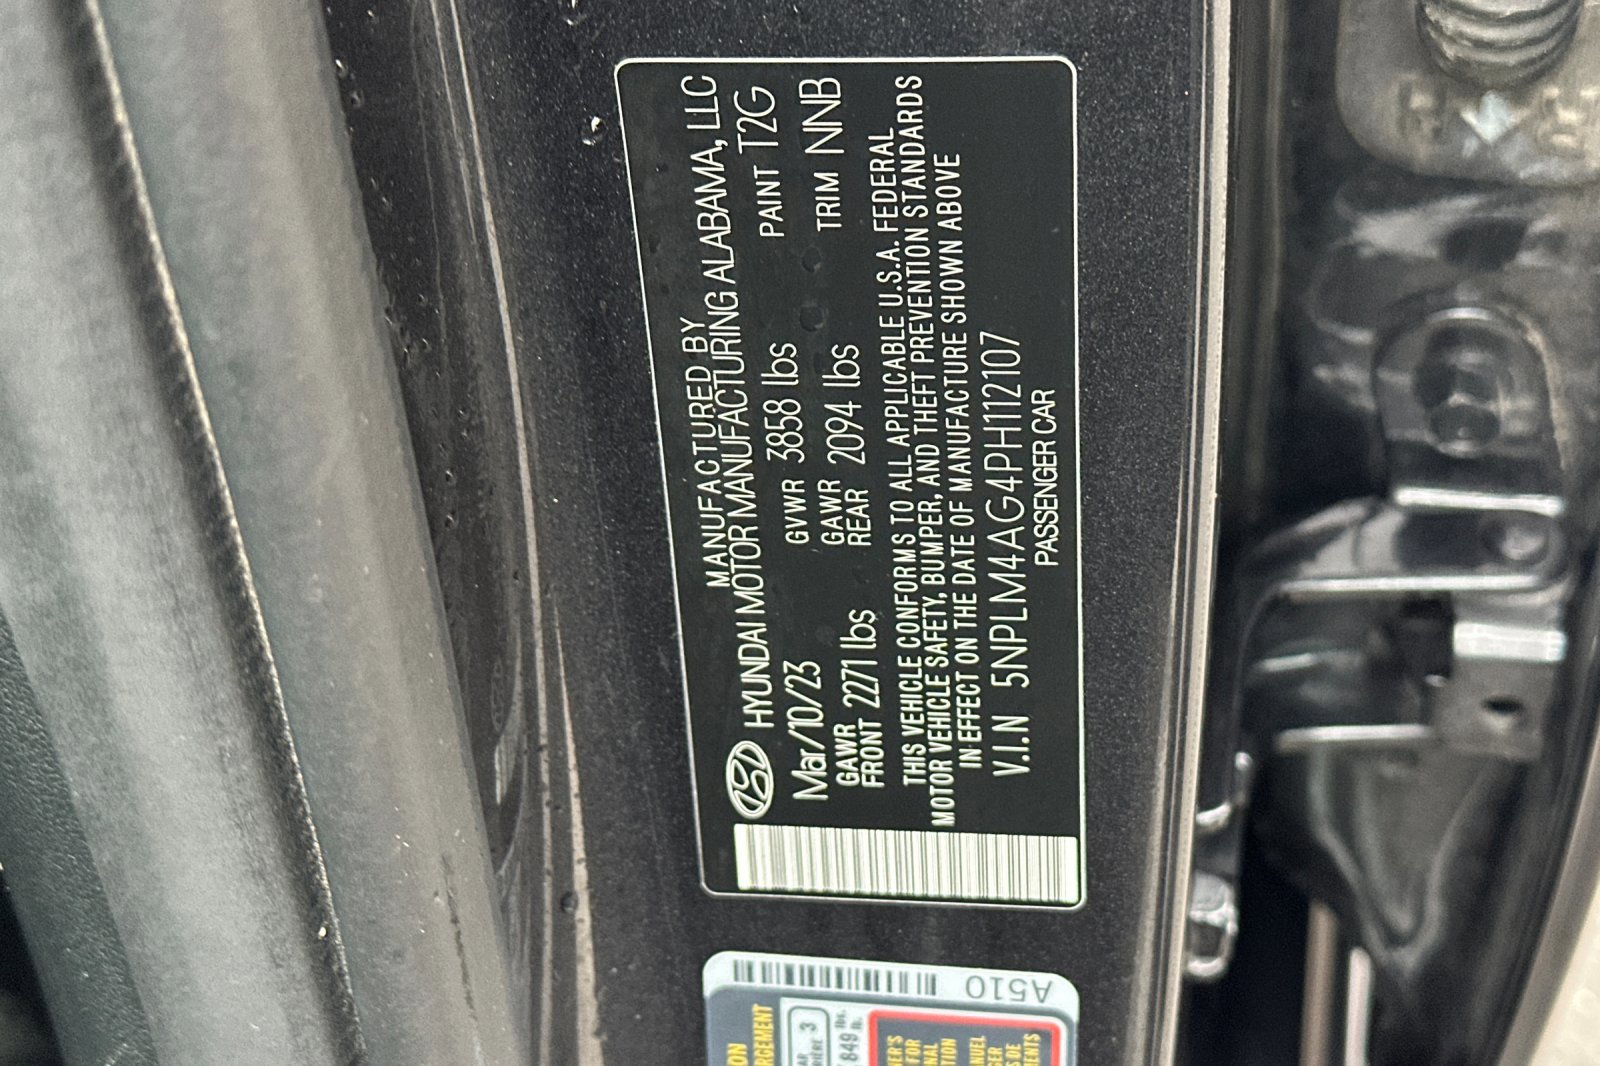 MANUFACTURED BY
HYUNDAI MOTOR MANUFACTURING ALABAMA, LLC
Mar/10/23 GVWR 3858 lbs PAINT T2G
GAWR FRONT 2271 lbs GAWR REAR 2094 lbs TRIM NNB
THIS VEHICLE CONFORMS TO ALL APPLICABLE U.S.A. FEDERAL
MOTOR VEHICLE SAFETY, BUMPER, AND THEFT PREVENTION STANDARDS
IN EFFECT ON THE DATE OF MANUFACTURE SHOWN ABOVE
V.I.N 5NPLM4AG4PH112107
PASSENGER CAR
A510
3
849